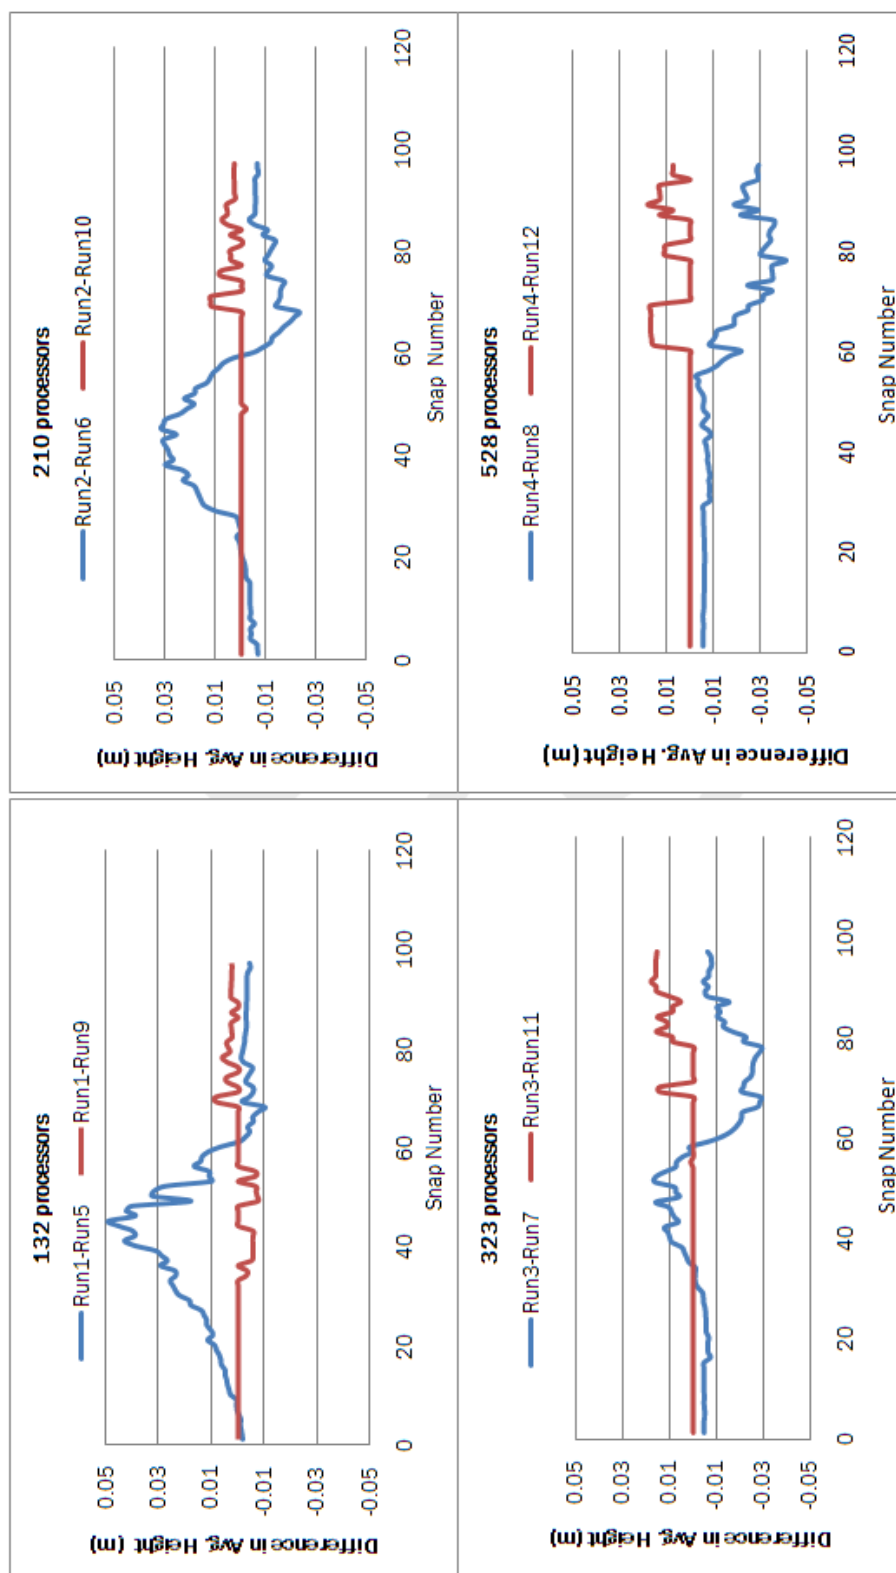 132 processors
Run1-Run5 Run1-Run9
Difference in Avg. Height (m)
0.05
0.03
0.01
-0.01
-0.03
-0.05
0 20 40 60 80 100 120
Snap Number
210 processors
Run2-Run6 Run2-Run10
Difference in Avg. Height (m)
0.05
0.03
0.01
-0.01
-0.03
-0.05
0 20 40 60 80 100 120
Snap Number
323 processors
Run3-Run7 Run3-Run11
Difference in Avg. Height (m)
0.05
0.03
0.01
-0.01
-0.03
-0.05
0 20 40 60 80 100 120
Snap Number
528 processors
Run4-Run8 Run4-Run12
Difference in Avg. Height (m)
0.05
0.03
0.01
-0.01
-0.03
-0.05
0 20 40 60 80 100 120
Snap Number